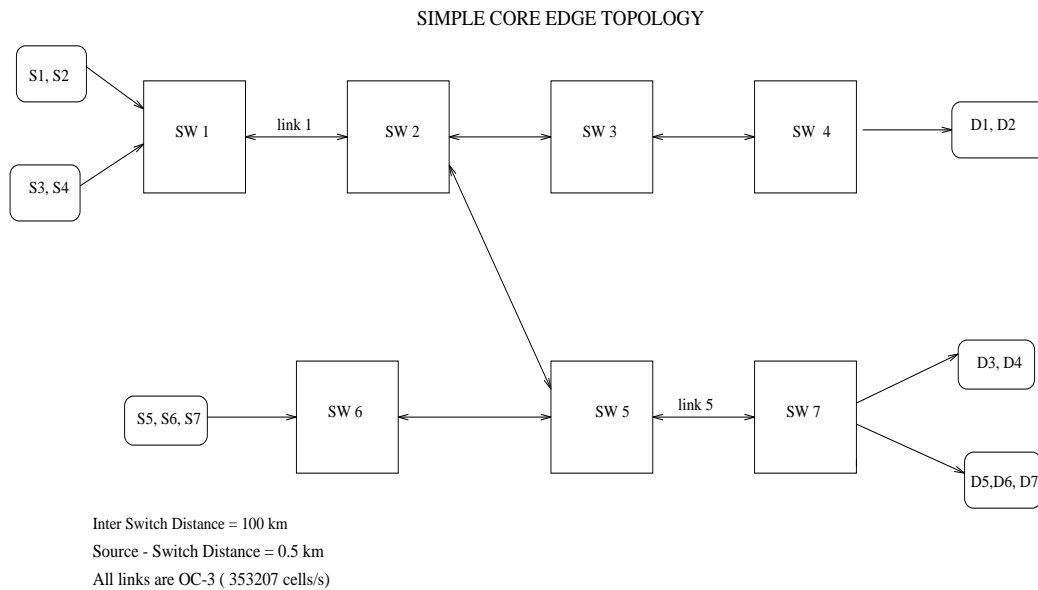 SIMPLE CORE EDGE TOPOLOGY
S1, S2
SW 1
link 1
SW 2
SW 3
SW 4
D1, D2
S3, S4
D3, D4
S5, S6, S7
SW 6
SW 5
link 5
SW 7
D5,D6, D7
Inter Switch Distance = 100 km
Source - Switch Distance = 0.5 km
All links are OC-3 ( 353207 cells/s)